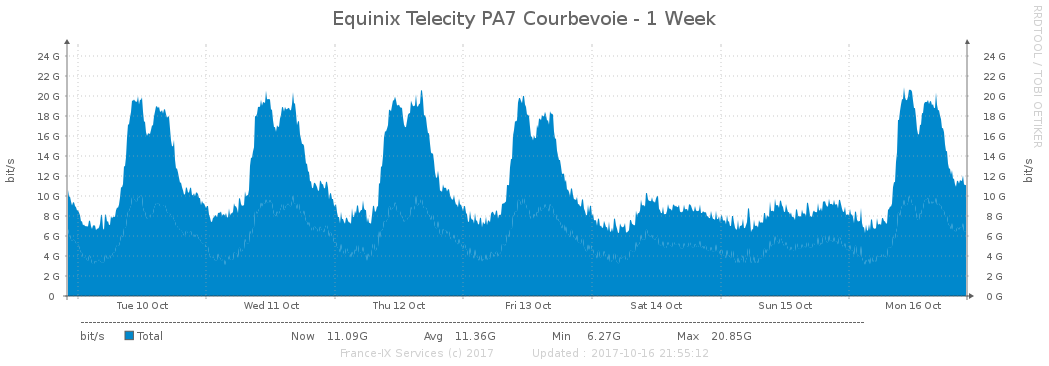 Equinix Telecity PA7 Courbevoie - 1 Week
RRDTOOL / TOBI OETIKER
bit/s
24 G 24 G
22 G 22 G
20 G 20 G
18 G 18 G
16 G 16 G
14 G 14 G
12 G 12 G
10 G 10 G
8 G 8 G
6 G 6 G
4 G 4 G
2 G 2 G
0 0 G
bit/s
Tue 10 Oct Wed 11 Oct Thu 12 Oct Fri 13 Oct Sat 14 Oct Sun 15 Oct Mon 16 Oct
bit/s Total Now 11.09G Avg 11.36G Min 6.27G Max 20.85G
France-IX Services (c) 2017 Updated : 2017-10-16 21:55:12